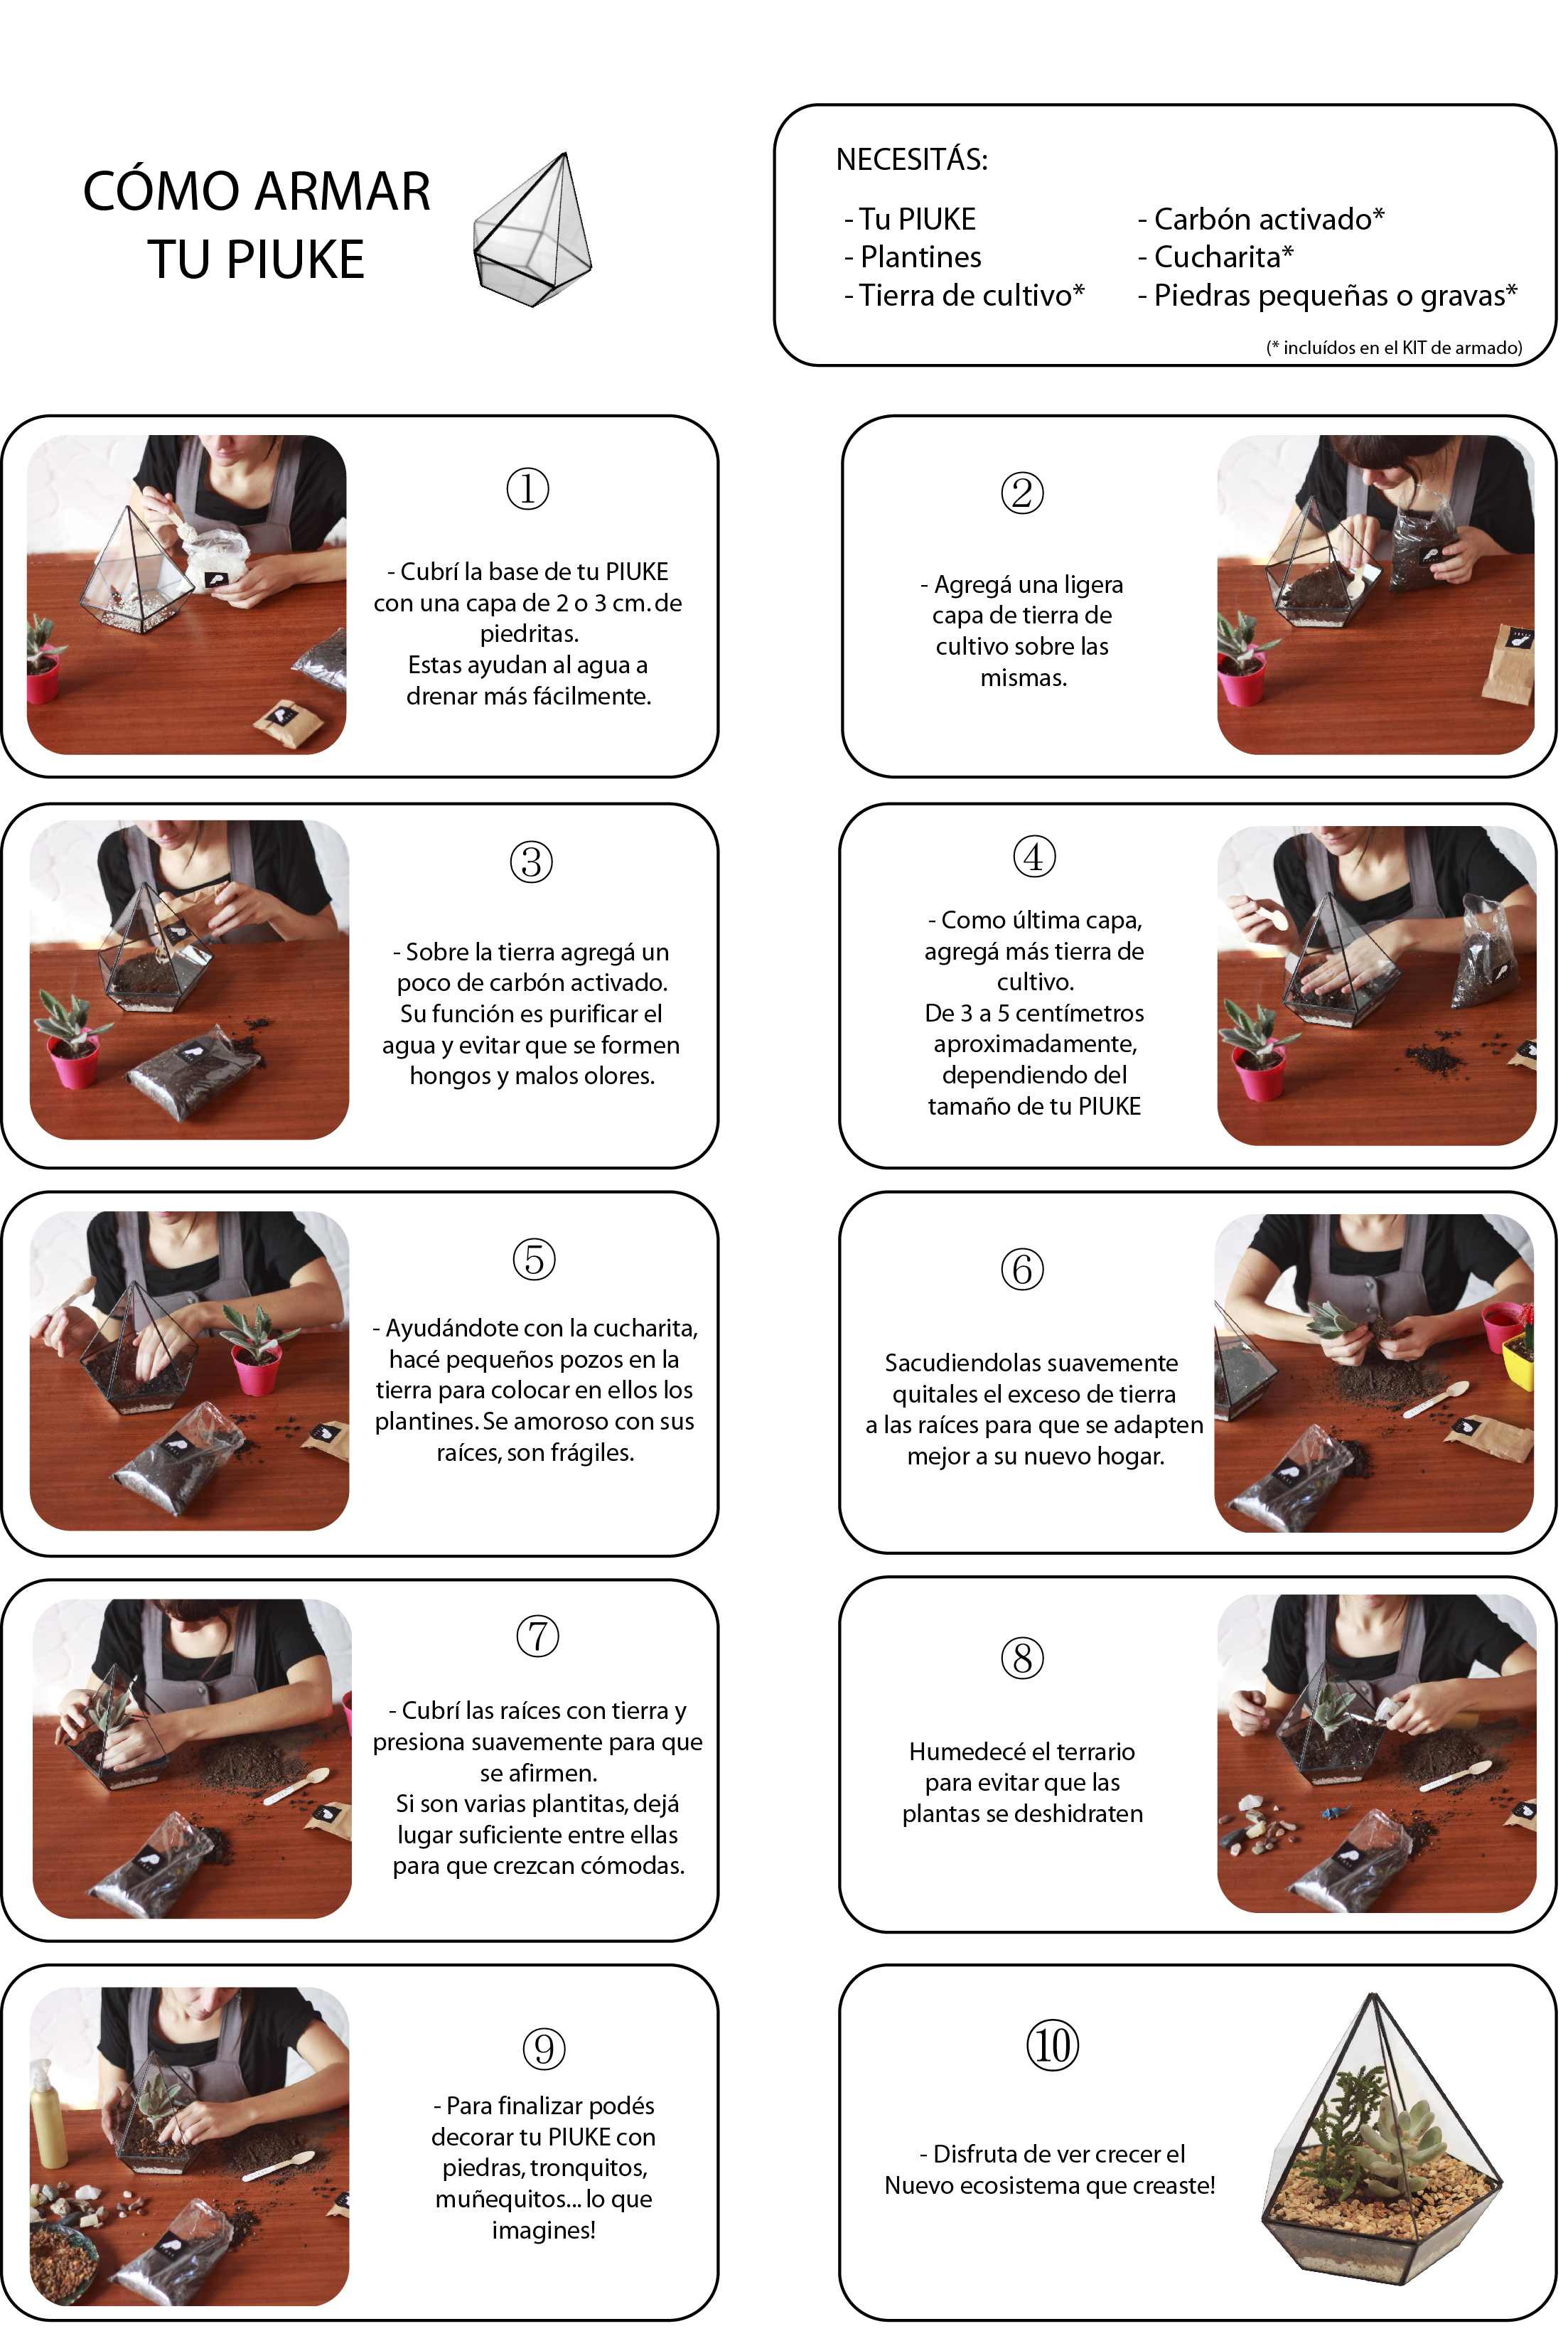 CÓMO ARMAR
TU PIUKE
NECESITÁS:
- Tu PIUKE
- Plantines
- Tierra de cultivo*
- Carbón activado*
- Cucharita*
- Piedras pequeñas o gravas*
(* incluídos en el KIT de armado)
1
- Cubrí la base de tu PIUKE
con una capa de 2 o 3 cm. de
piedritas.
Estas ayudan al agua a
drenar más fácilmente.
2
- Agregá una ligera
capa de tierra de
cultivo sobre las
mismas.
3
- Sobre la tierra agregá un
poco de carbón activado.
Su función es purificar el
agua y evitar que se formen
hongos y malos olores.
4
- Como última capa,
agregá más tierra de
cultivo.
De 3 a 5 centímetros
aproximadamente,
dependiendo del
tamaño de tu PIUKE
5
- Ayudándote con la cucharita,
hacé pequeños pozos en la
tierra para colocar en ellos los
plantines. Se amoroso con sus
raíces, son frágiles.
6
Sacudiendolas suavemente
quitales el exceso de tierra
a las raíces para que se adapten
mejor a su nuevo hogar.
7
- Cubrí las raíces con tierra y
presiona suavemente para que
se afirmen.
Si son varias plantitas, dejá
lugar suficiente entre ellas
para que crezcan cómodas.
8
Humedecé el terrario
para evitar que las
plantas se deshidraten
9
- Para finalizar podés
decorar tu PIUKE con
piedras, tronquitos,
muñequitos... lo que
imagines!
10
- Disfruta de ver crecer el
Nuevo ecosistema que creaste!